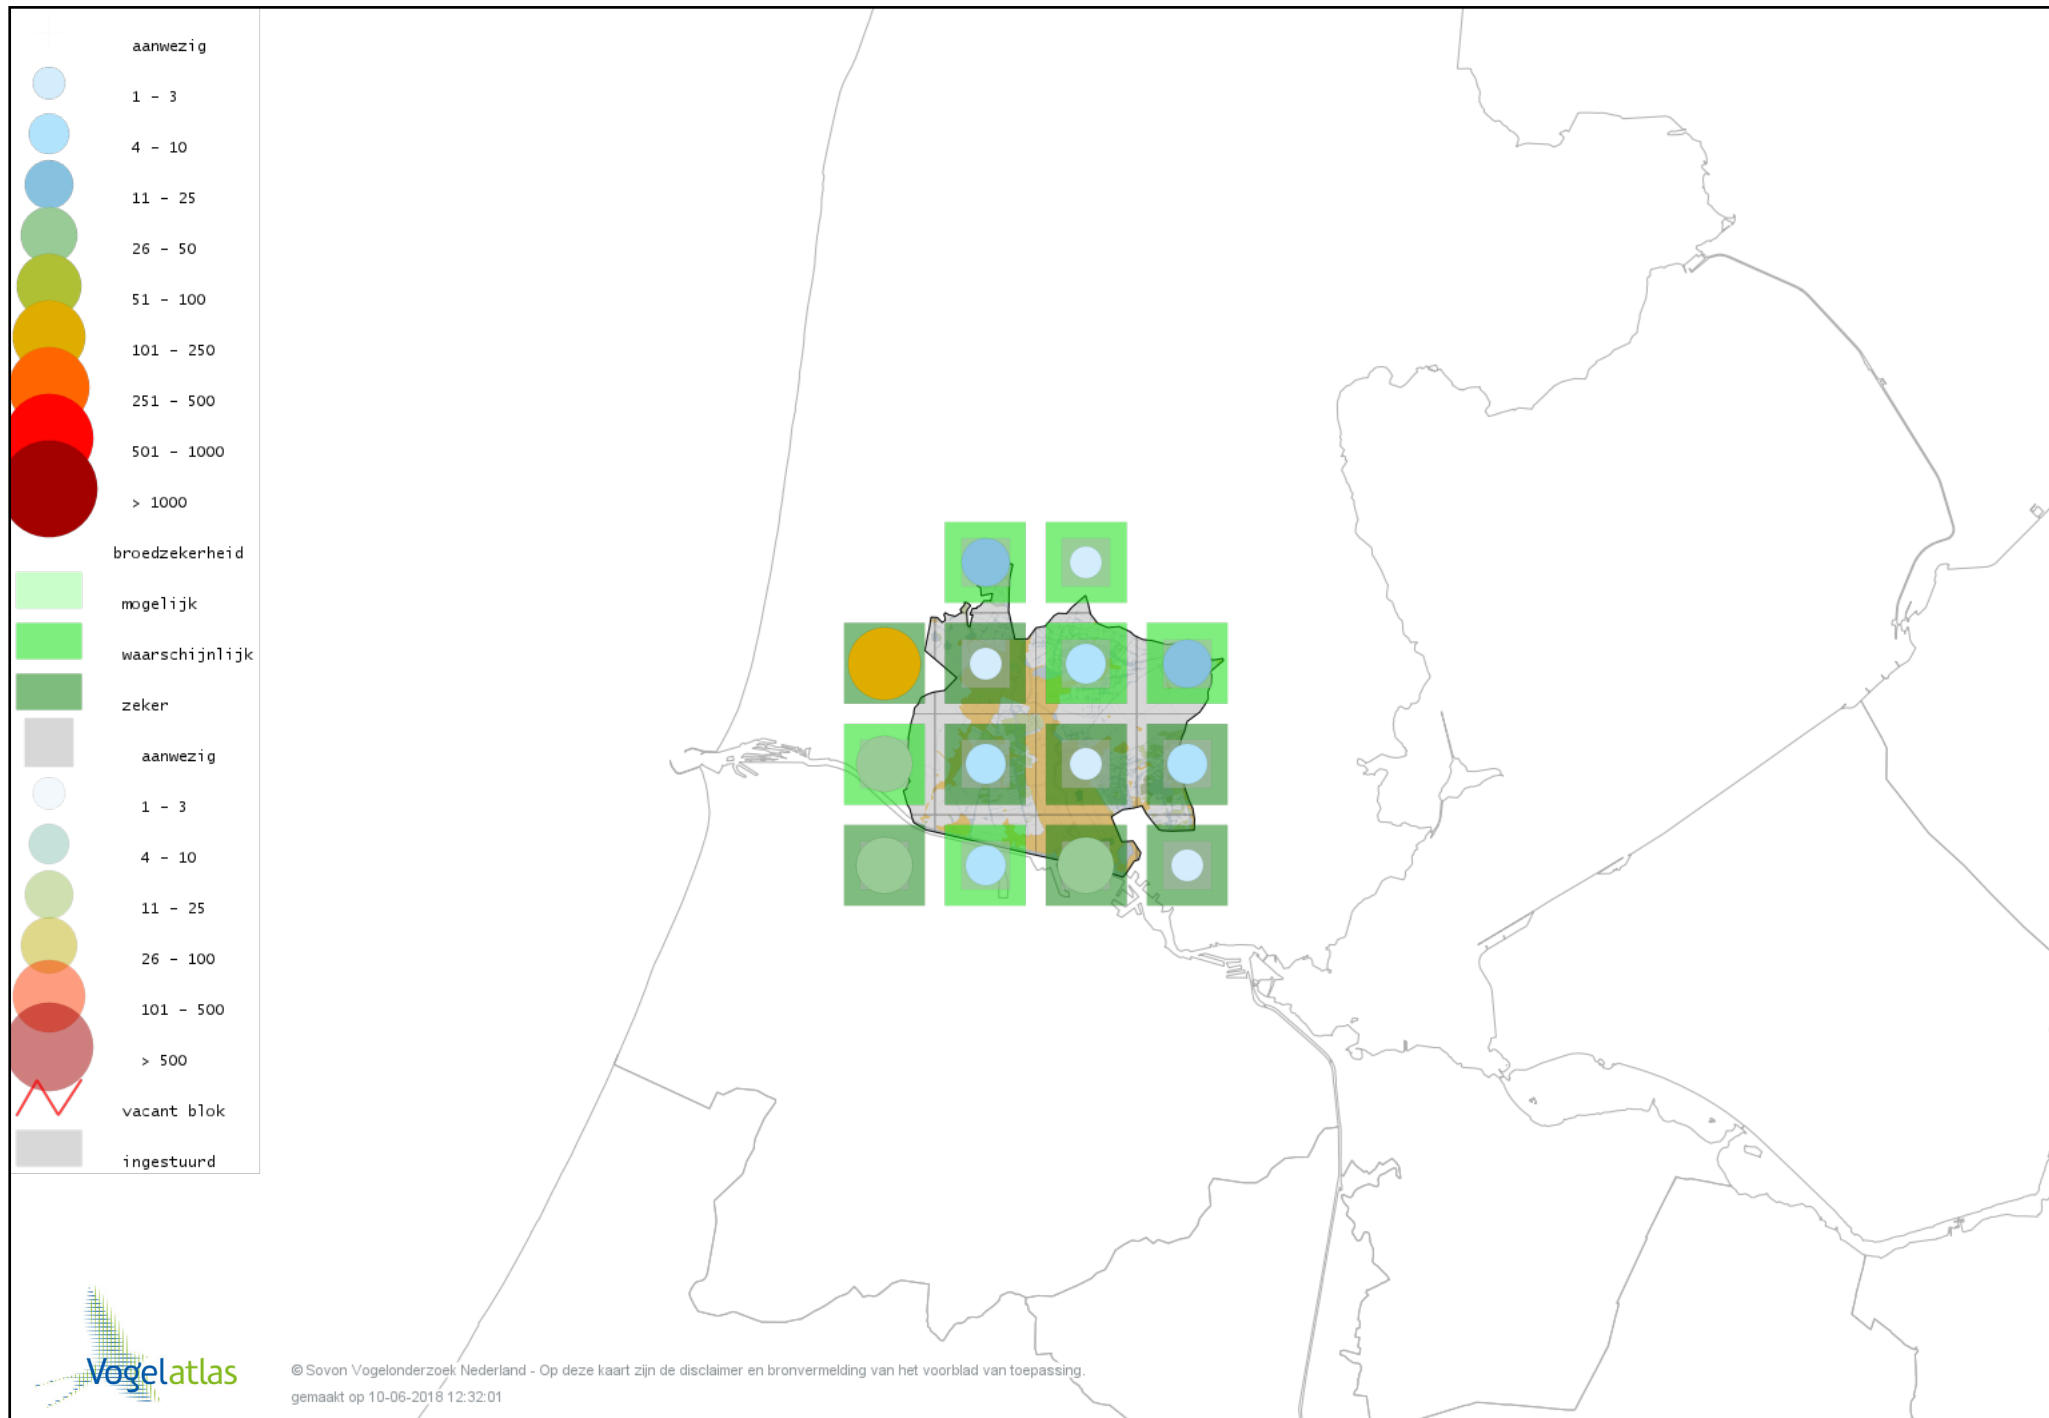 aanwezig
1 - 3
4 - 10
11 - 25
26 - 50
51 - 100
101 - 250
251 - 500
501 - 1000
> 1000
broedzekerheid
mogelijk
waarschijnlijk
zeker
aanwezig
1 - 3
4 - 10
11 - 25
26 - 100
101 - 500
> 500
vacant blok
ingestuurd
Vogelatlas
© Sovon Vogelonderzoek Nederland - Op deze kaart zijn de disclaimer en bronvermelding van het voorblad van toepassing.
gemaakt op 10-06-2018 12:32:01